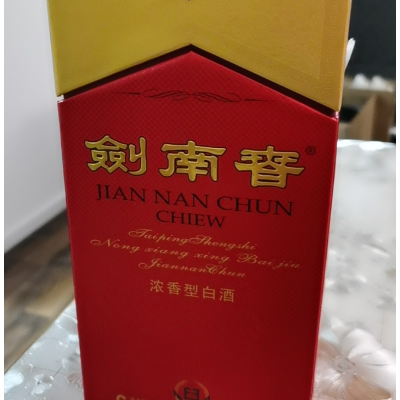 劍南春®
JIAN NAN CHUN
CHIEW
TaipingShengshi
Nong xiang xing Bai jiu
JiannanChun
浓香型白酒